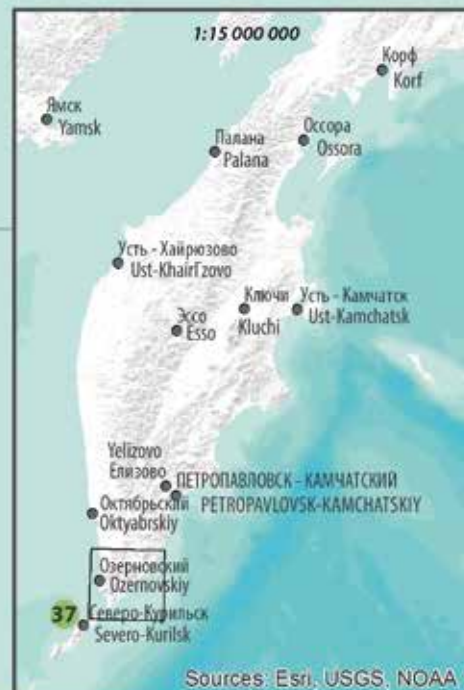 1:15 000 000
Корф
Korf
Ямск
Yamsk
Оссора
Ossora
Палана
Palana
Усть - Хайрюзово
Ust-KhairГzovo
Ключи
Kluchi
Усть - Камчатск
Ust-Kamchatsk
Эссо
Esso
Yelizovo
Елизово
ПЕТРОПАВЛОВСК - КАМЧАТСКИЙ
PETROPAVLOVSK-KAMCHATSKIY
Октябрьский
Oktyabrskiy
Озерновский
Ozernovskiy
37
Северо-Курильск
Severo-Kurilsk
Sources: Esri, USGS, NOAA